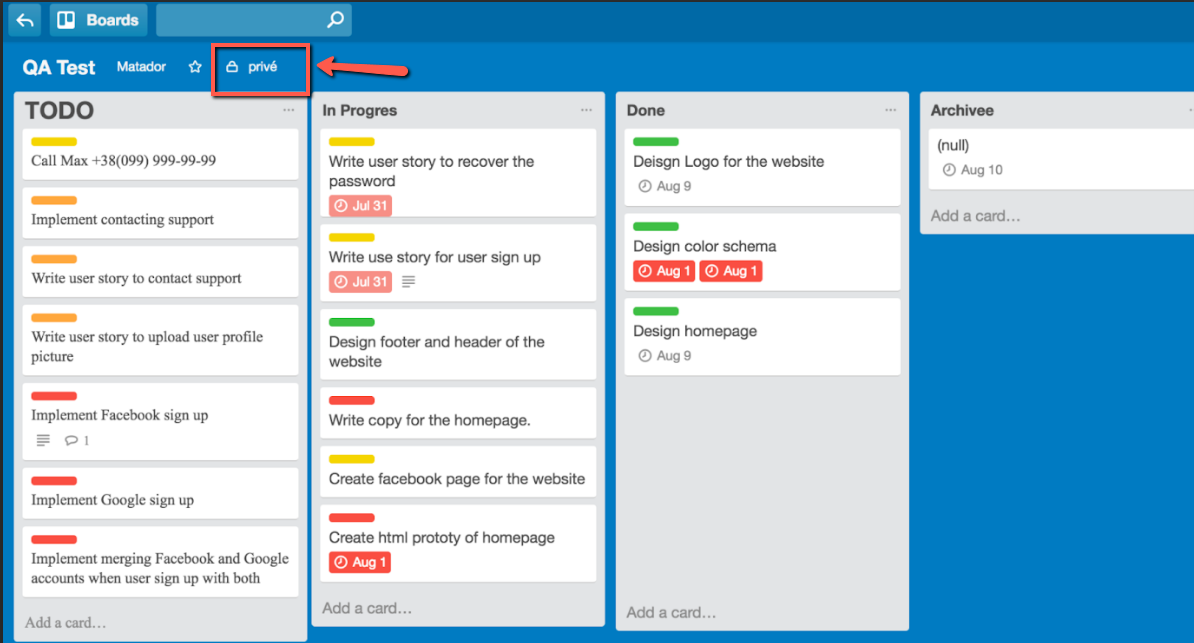 Boards
QA Test Matador privé
TODO
Call Max +38(099) 999-99-99
Implement contacting support
Write user story to contact support
Write user story to upload user profile
picture
Implement Facebook sign up
1
Implement Google sign up
Implement merging Facebook and Google
accounts when user sign up with both
Add a card…
In Progres
Write user story to recover the
password
Jul 31
Write use story for user sign up
Jul 31
Design footer and header of the
website
Write copy for the homepage.
Create facebook page for the website
Create html prototy of homepage
Aug 1
Add a card…
Done
Deisgn Logo for the website
Aug 9
Design color schema
Aug 1 Aug 1
Design homepage
Aug 9
Add a card…
Archivee
(null)
Aug 10
Add a card…